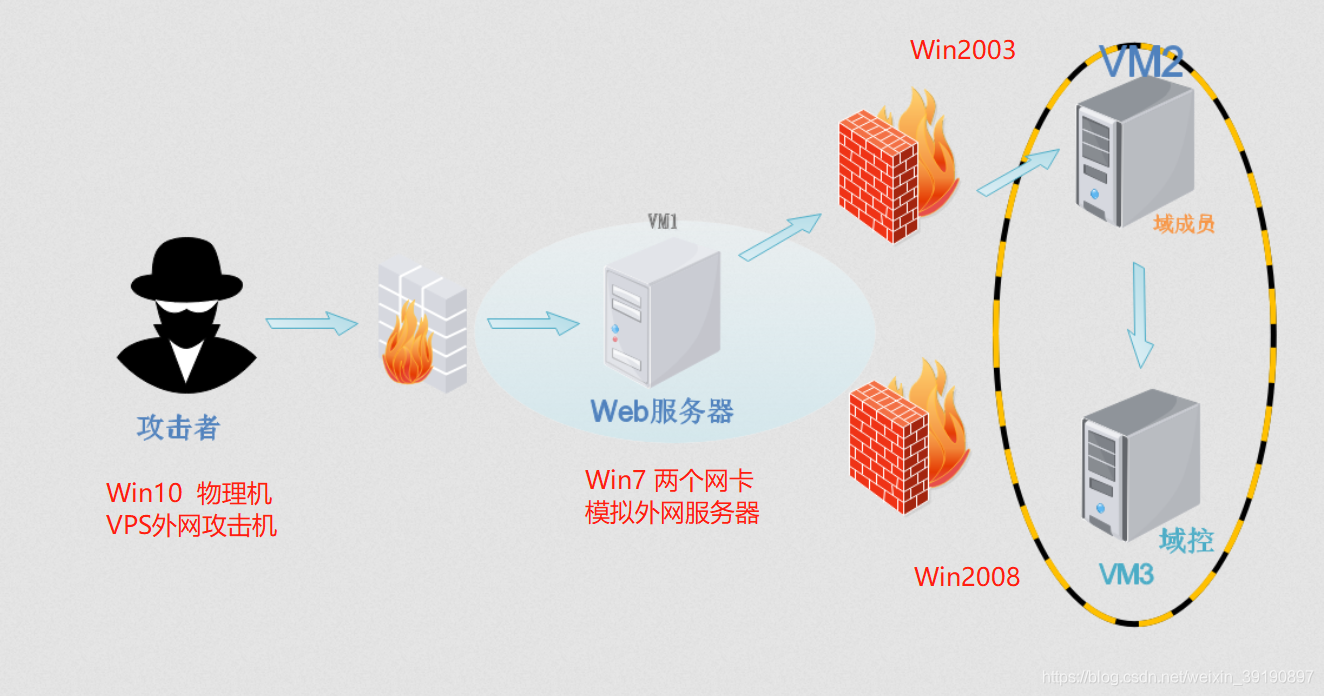 Win2003
VM2
域成员
VM1
Web服务器
攻击者
Win10 物理机
VPS外网攻击机
Win7 两个网卡
模拟外网服务器
域控
VM3
Win2008
https://blog.csdn.net/weixin_39190897